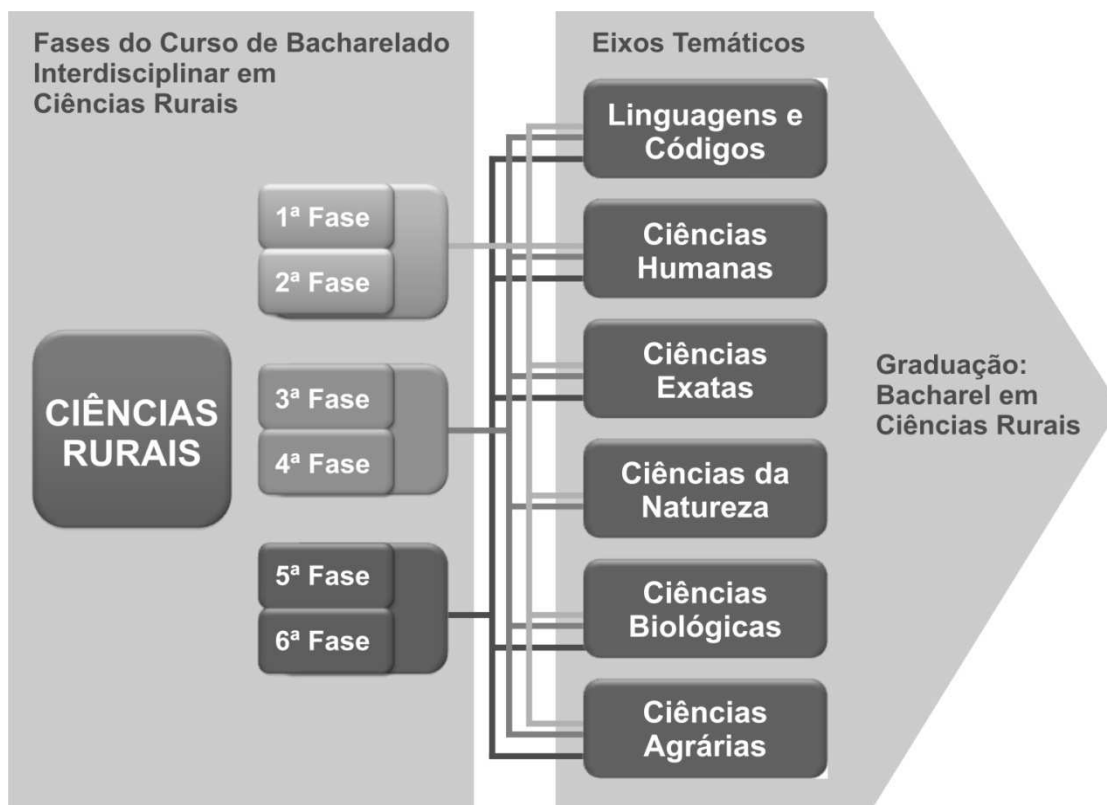 Fases do Curso de Bacharelado
Interdisciplinar em
Ciências Rurais
Eixos Temáticos
CIÊNCIAS
RURAIS
1ª Fase
2ª Fase
3ª Fase
4ª Fase
5ª Fase
6ª Fase
Linguagens e
Códigos
Ciências
Humanas
Ciências
Exatas
Ciências da
Natureza
Ciências
Biológicas
Ciências
Agrárias
Graduação:
Bacharel em
Ciências Rurais